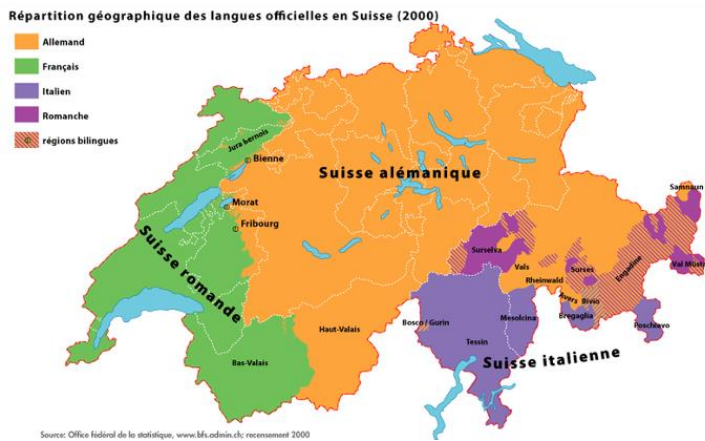 Répartition géographique des langues officielles en Suisse (2000)
Allemand
Français
Italien
Romanche
régions bilingues
Jura bernois
Bienne
Suisse alémanique
Morat
Fribourg
Suisse romande
Samnaun
Surselva
Val Müstair
Vals
Engadine
Rheinwald
Surses
Avers
Bivio
Bregaglia
Mesolcina
Haut-Valais
Bosco / Gurin
Poschiavo
Tessin
Suisse italienne
Bas-Valais
Source: Office fédéral de la statistique, www.bfs.admin.ch; recensement 2000